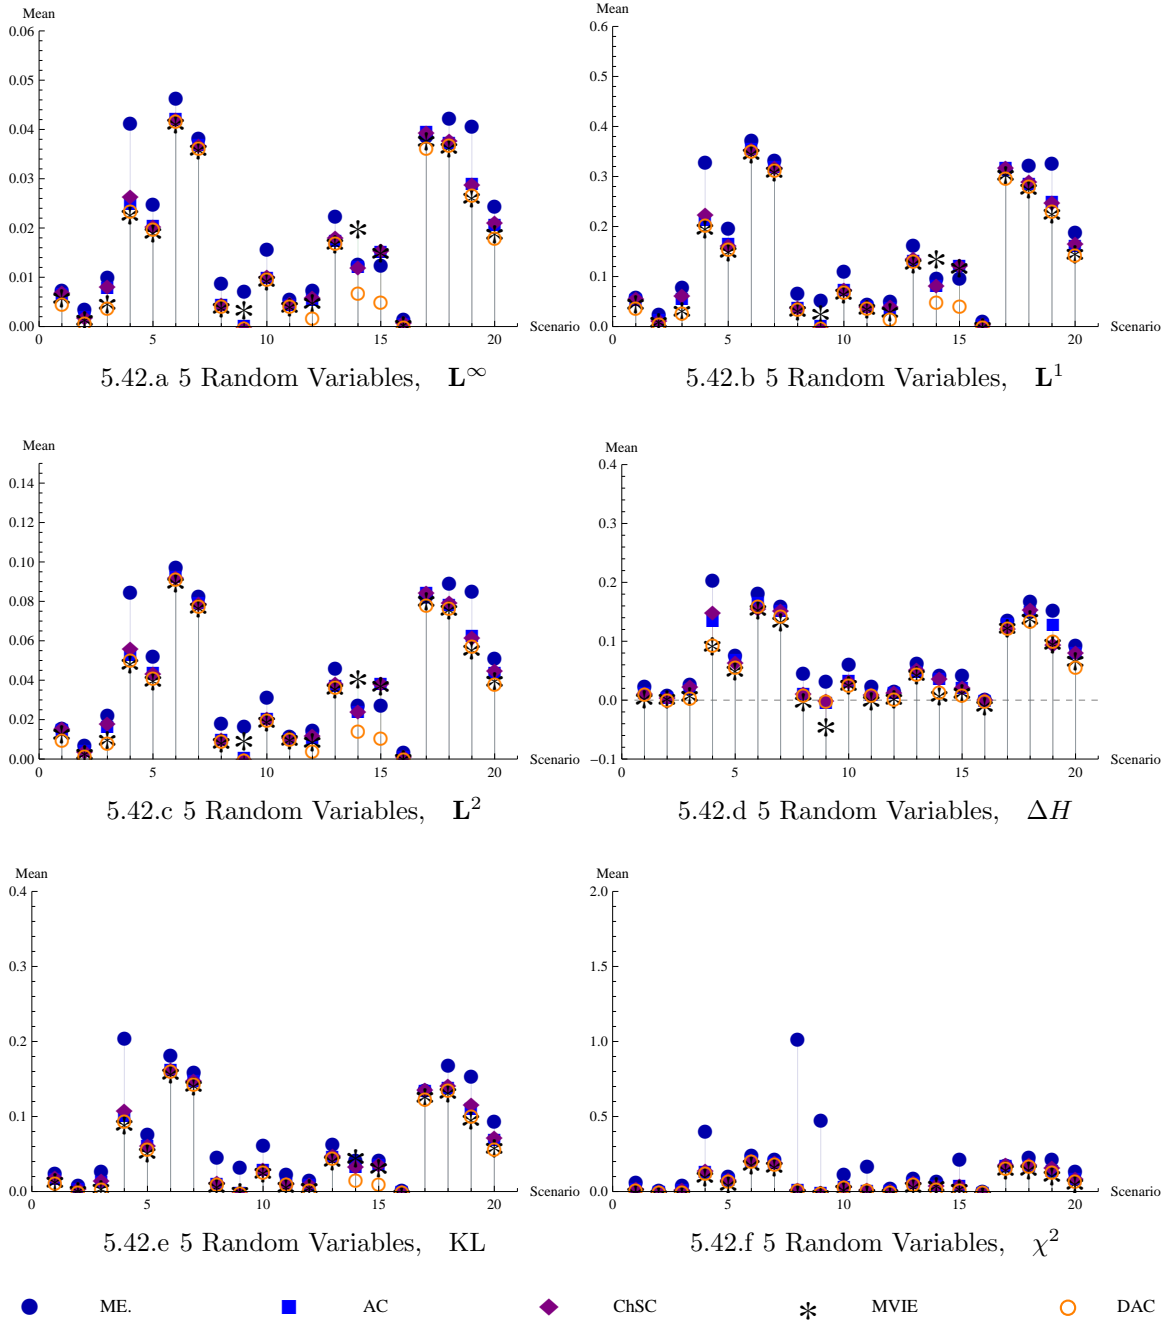 Mean
0.06
0.05
0.04
0.03
0.02
0.01
0.00
0 5 10 15 20 Scenario
5.42.a 5 Random Variables, L∞
Mean
0.6
0.5
0.4
0.3
0.2
0.1
0.0
0 5 10 15 20 Scenario
5.42.b 5 Random Variables, L1
Mean
0.14
0.12
0.10
0.08
0.06
0.04
0.02
0.00
0 5 10 15 20 Scenario
5.42.c 5 Random Variables, L2
Mean
0.4
0.3
0.2
0.1
0.0
−0.1
0 5 10 15 20 Scenario
5.42.d 5 Random Variables, ΔH
Mean
0.4
0.3
0.2
0.1
0.0
0 5 10 15 20 Scenario
5.42.e 5 Random Variables, KL
Mean
2.0
1.5
1.0
0.5
0.0
0 5 10 15 20 Scenario
5.42.f 5 Random Variables, χ2
ME. AC ChSC MVIE DAC